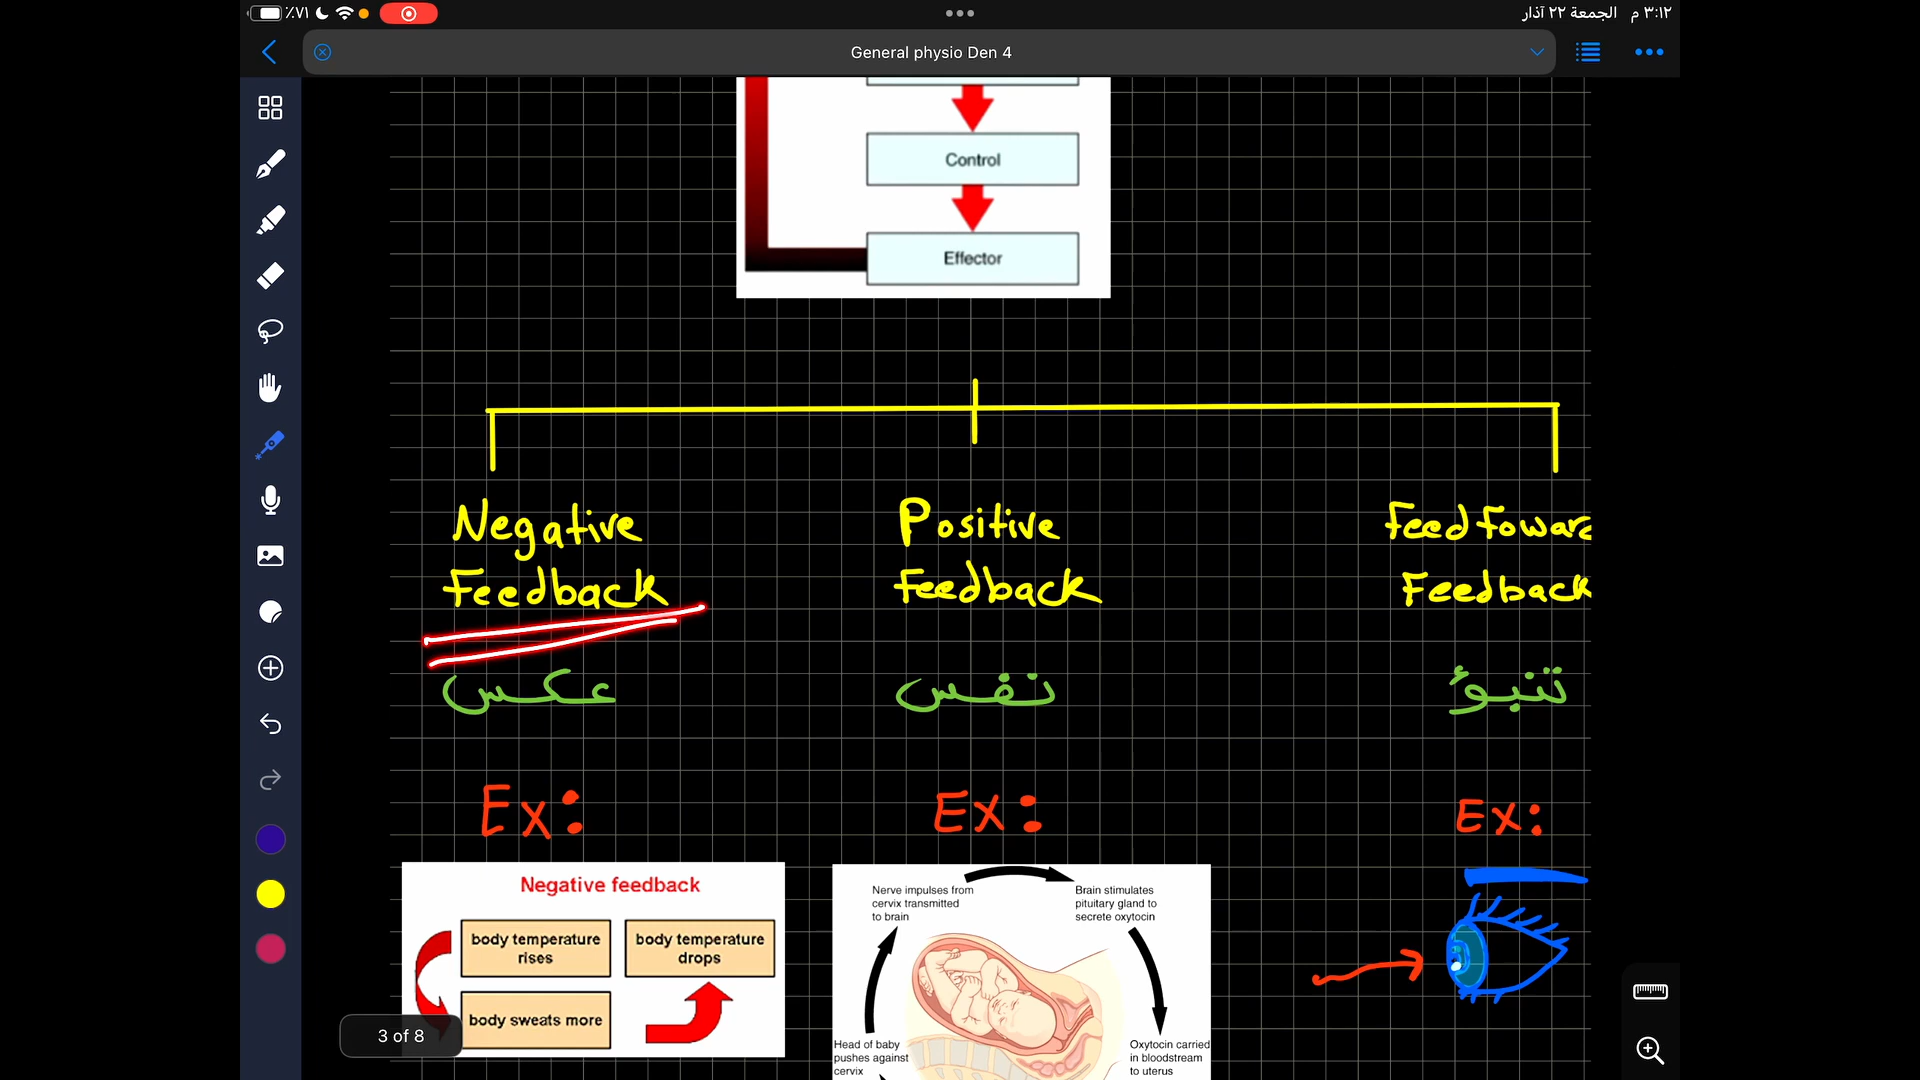 ٪٧١
٣:١٢ م الجمعة ٢٢ آذار
General physio Den 4
Control
Effector
Negative
Feedback
عكس
Ex:
Positive
Feedback
نفس
Ex:
Feedfowar
Feedback
تنبؤ
Ex:
Negative feedback
body temperature
rises
body temperature
drops
body sweats more
Nerve impulses from
cervix transmitted
to brain
Brain stimulates
pituitary gland to
secrete oxytocin
Head of baby
pushes against
cervix
Oxytocin carried
in bloodstream
to uterus
3 of 8